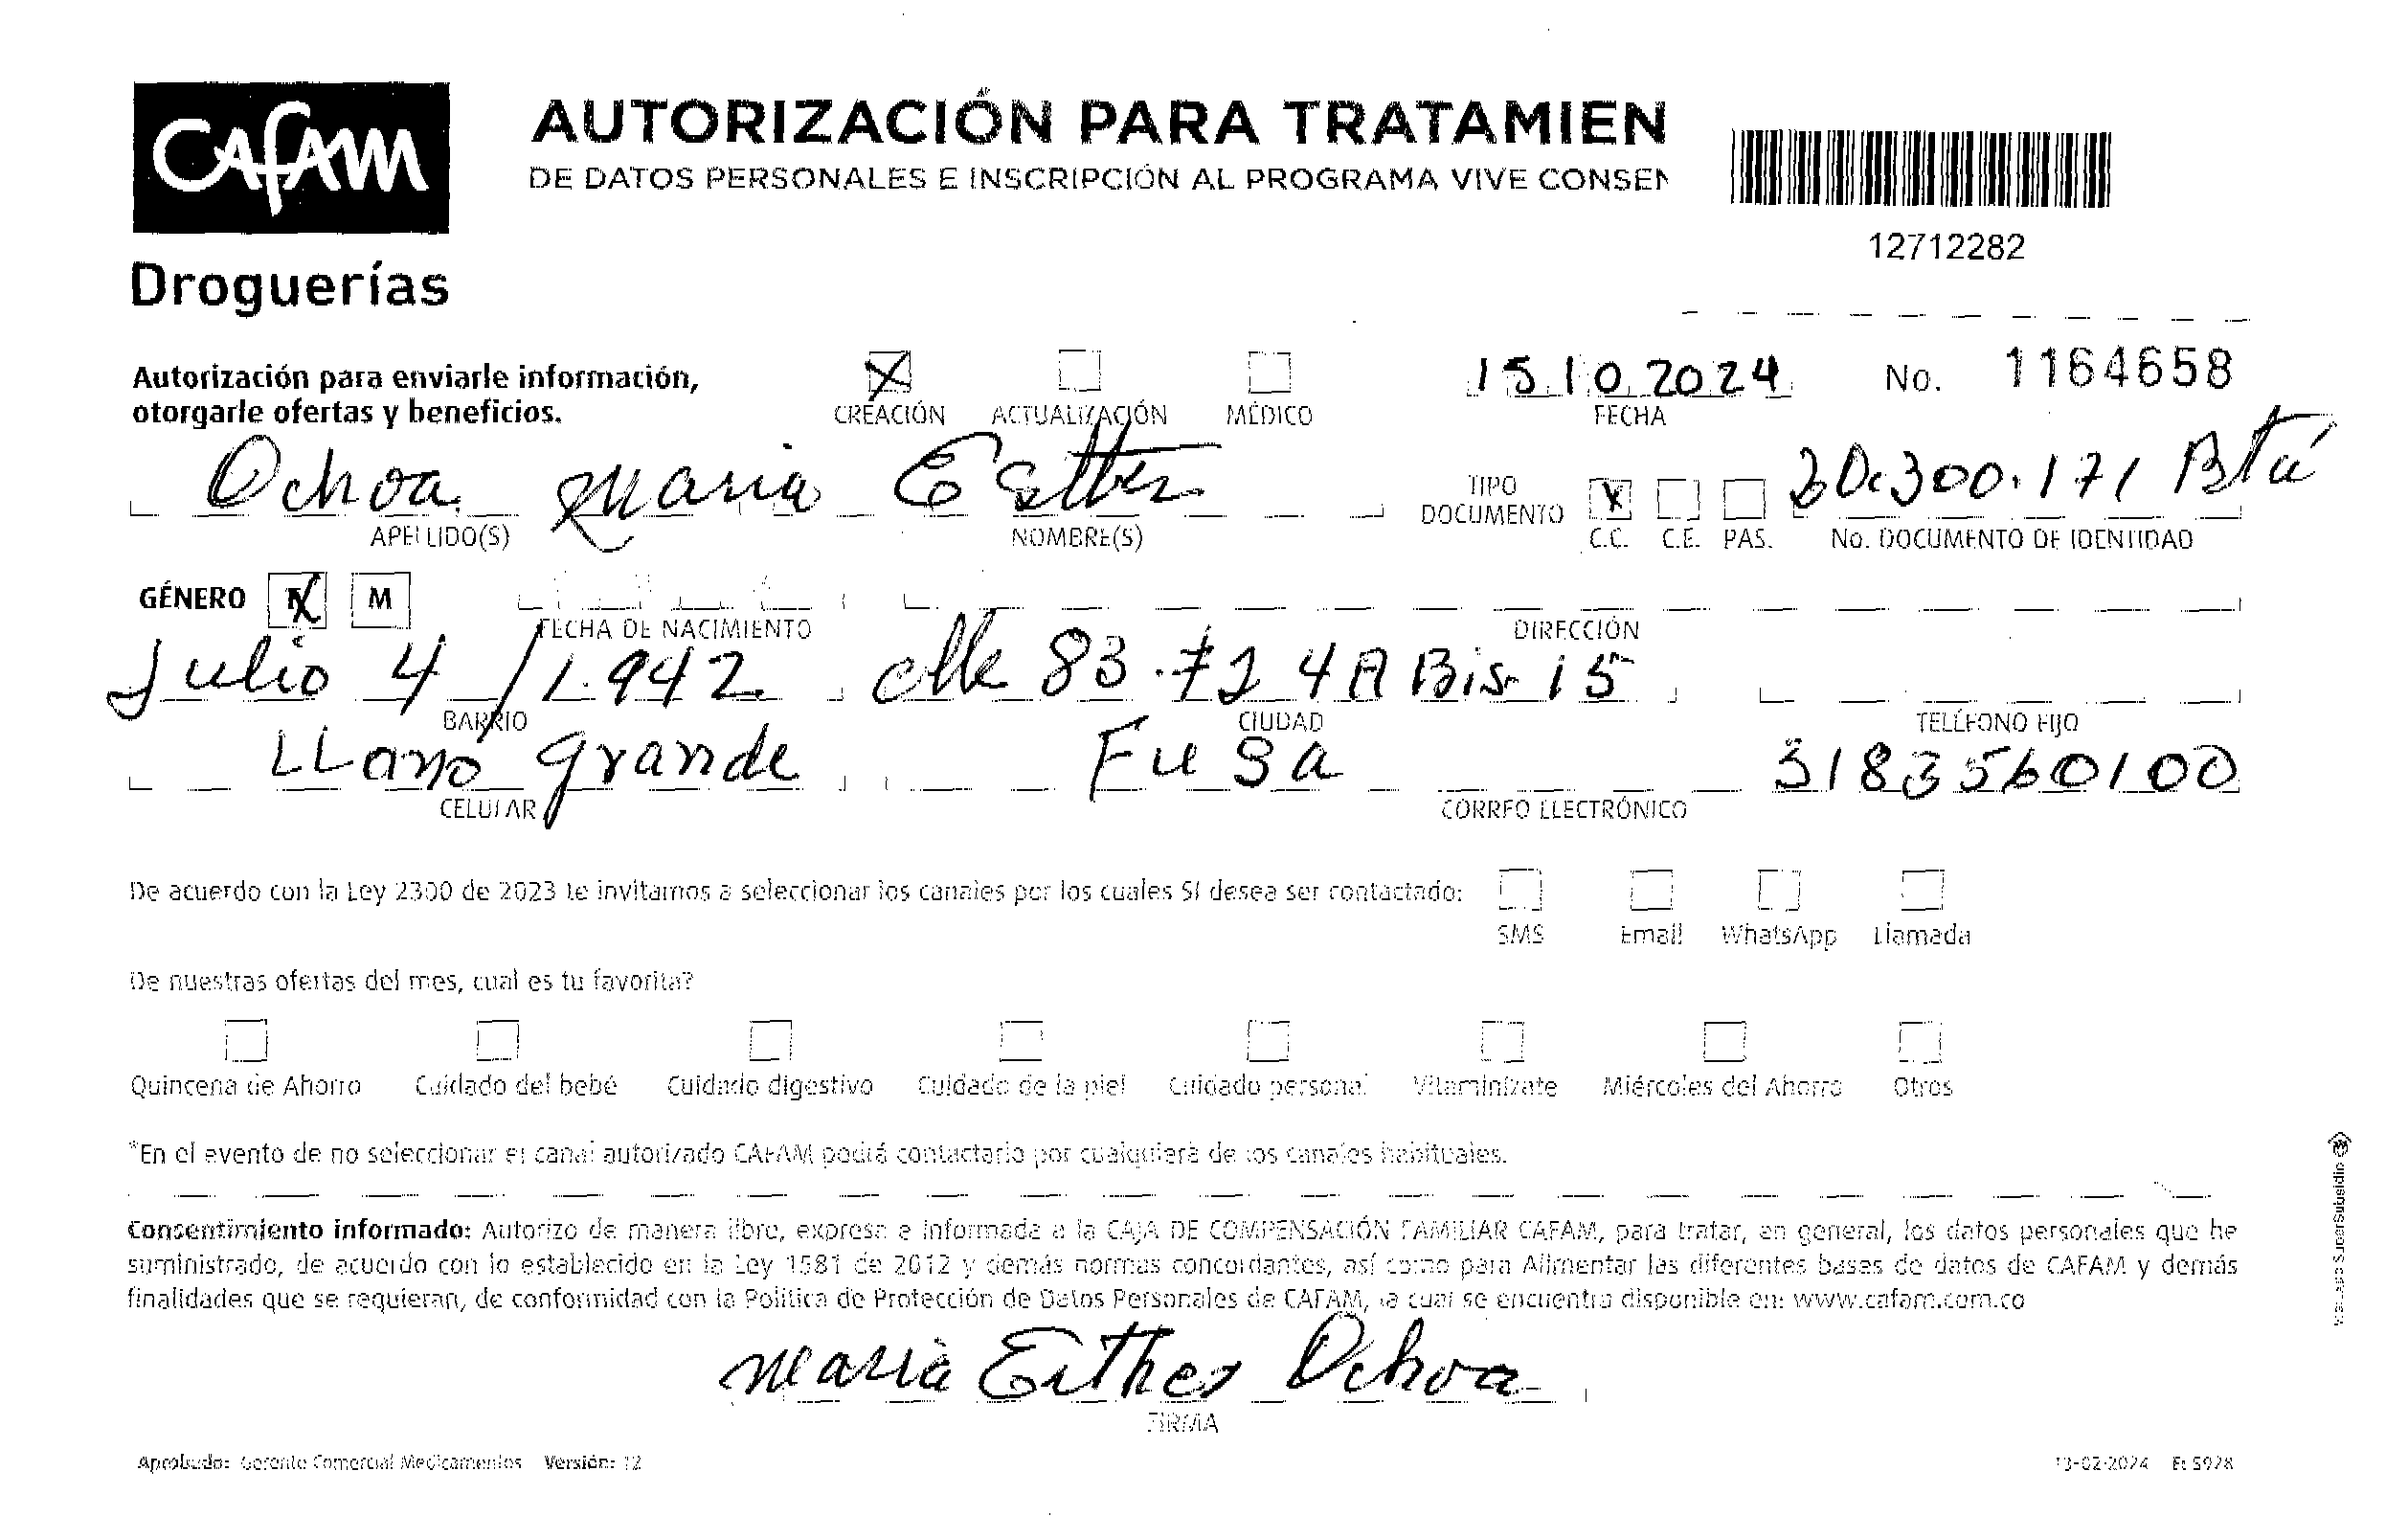 CAFAM
Droguerías
AUTORIZACIÓN PARA TRATAMIEN
DE DATOS PERSONALES E INSCRIPCIÓN AL PROGRAMA VIVE CONSEN
12712282
Autorización para enviarle información,
otorgarle ofertas y beneficios.
X CREACIÓN ACTUALIZACIÓN MÉDICO
15 10 2024
FECHA
No. 1164658
Ochoa Maria Esther
APELLIDO(S) NOMBRE(S)
TIPO DOCUMENTO X C.C. C.E. PAS.
20.300.171 Btá
No. DOCUMENTO DE IDENTIDAD
GÉNERO F M
FECHA DE NACIMIENTO DIRECCIÓN
Julio 4 / 1.942 clle 83 # 2 4 A Bis 15
BARRIO CIUDAD TELÉFONO FIJO
LLano grande Fusa 3183560100
CELULAR CORREO ELECTRÓNICO
De acuerdo con la Ley 2300 de 2023 te invitamos a seleccionar los canales por los cuales SI desea ser contactado:
SMS Email WhatsApp Llamada
De nuestras ofertas del mes, cual es tu favorita?
Quincena de Ahorro Cuidado del bebé Cuidado digestivo Cuidado de la piel Cuidado personal Vitaminízate Miércoles del Ahorro Otros
*En el evento de no seleccionar el canal autorizado CAFAM podrá contactarlo por cualquiera de los canales habituales.
Consentimiento informado: Autorizo de manera libre, expresa e informada a la CAJA DE COMPENSACIÓN FAMILIAR CAFAM, para tratar, en general, los datos personales que he
suministrado, de acuerdo con lo establecido en la Ley 1581 de 2012 y demás normas concordantes, así como para Alimentar las diferentes bases de datos de CAFAM y demás
finalidades que se requieran, de conformidad con la Política de Protección de Datos Personales de CAFAM, la cual se encuentra disponible en: www.cafam.com.co
Maria Esther Ochoa
FIRMA
Aprobado: Gerente Comercial Medicamentos Versión: 12
13-02-2024 Et 5928
SuperSubsidio